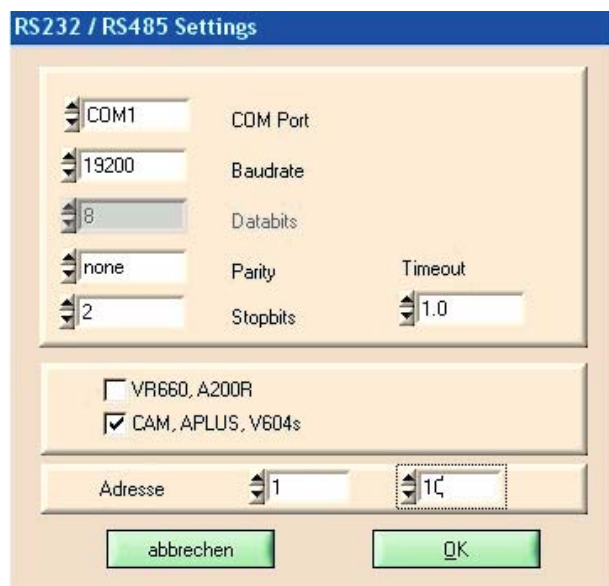 RS232 / RS485 Settings
COM1 COM Port
19200 Baudrate
8 Databits
none Parity Timeout
2 Stopbits 1.0
VR660, A200R
CAM, APLUS, V604s
Adresse 1
abbrechen OK